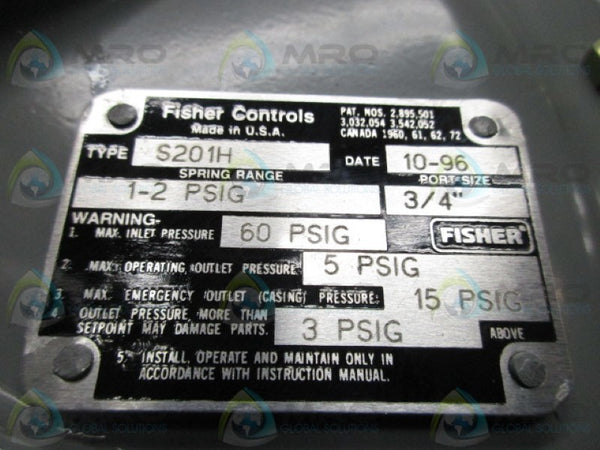 MRO GLOBAL SOLUTIONS
Fisher Controls
Made in U.S.A.
PAT. NOS. 2,895,501
3,032,054 3,542,052
CANADA 1960, 61, 62, 72
TYPE S201H DATE 10-96
SPRING RANGE PORT SIZE
1-2 PSIG 3/4"
WARNING-
1. MAX. INLET PRESSURE 60 PSIG FISHER
2. MAX. OPERATING OUTLET PRESSURE 5 PSIG
3. MAX. EMERGENCY OUTLET (CASING) PRESSURE: 15 PSIG
4. OUTLET PRESSURE MORE THAN
SETPOINT MAY DAMAGE PARTS. 3 PSIG ABOVE
5. INSTALL, OPERATE AND MAINTAIN ONLY IN
ACCORDANCE WITH INSTRUCTION MANUAL.